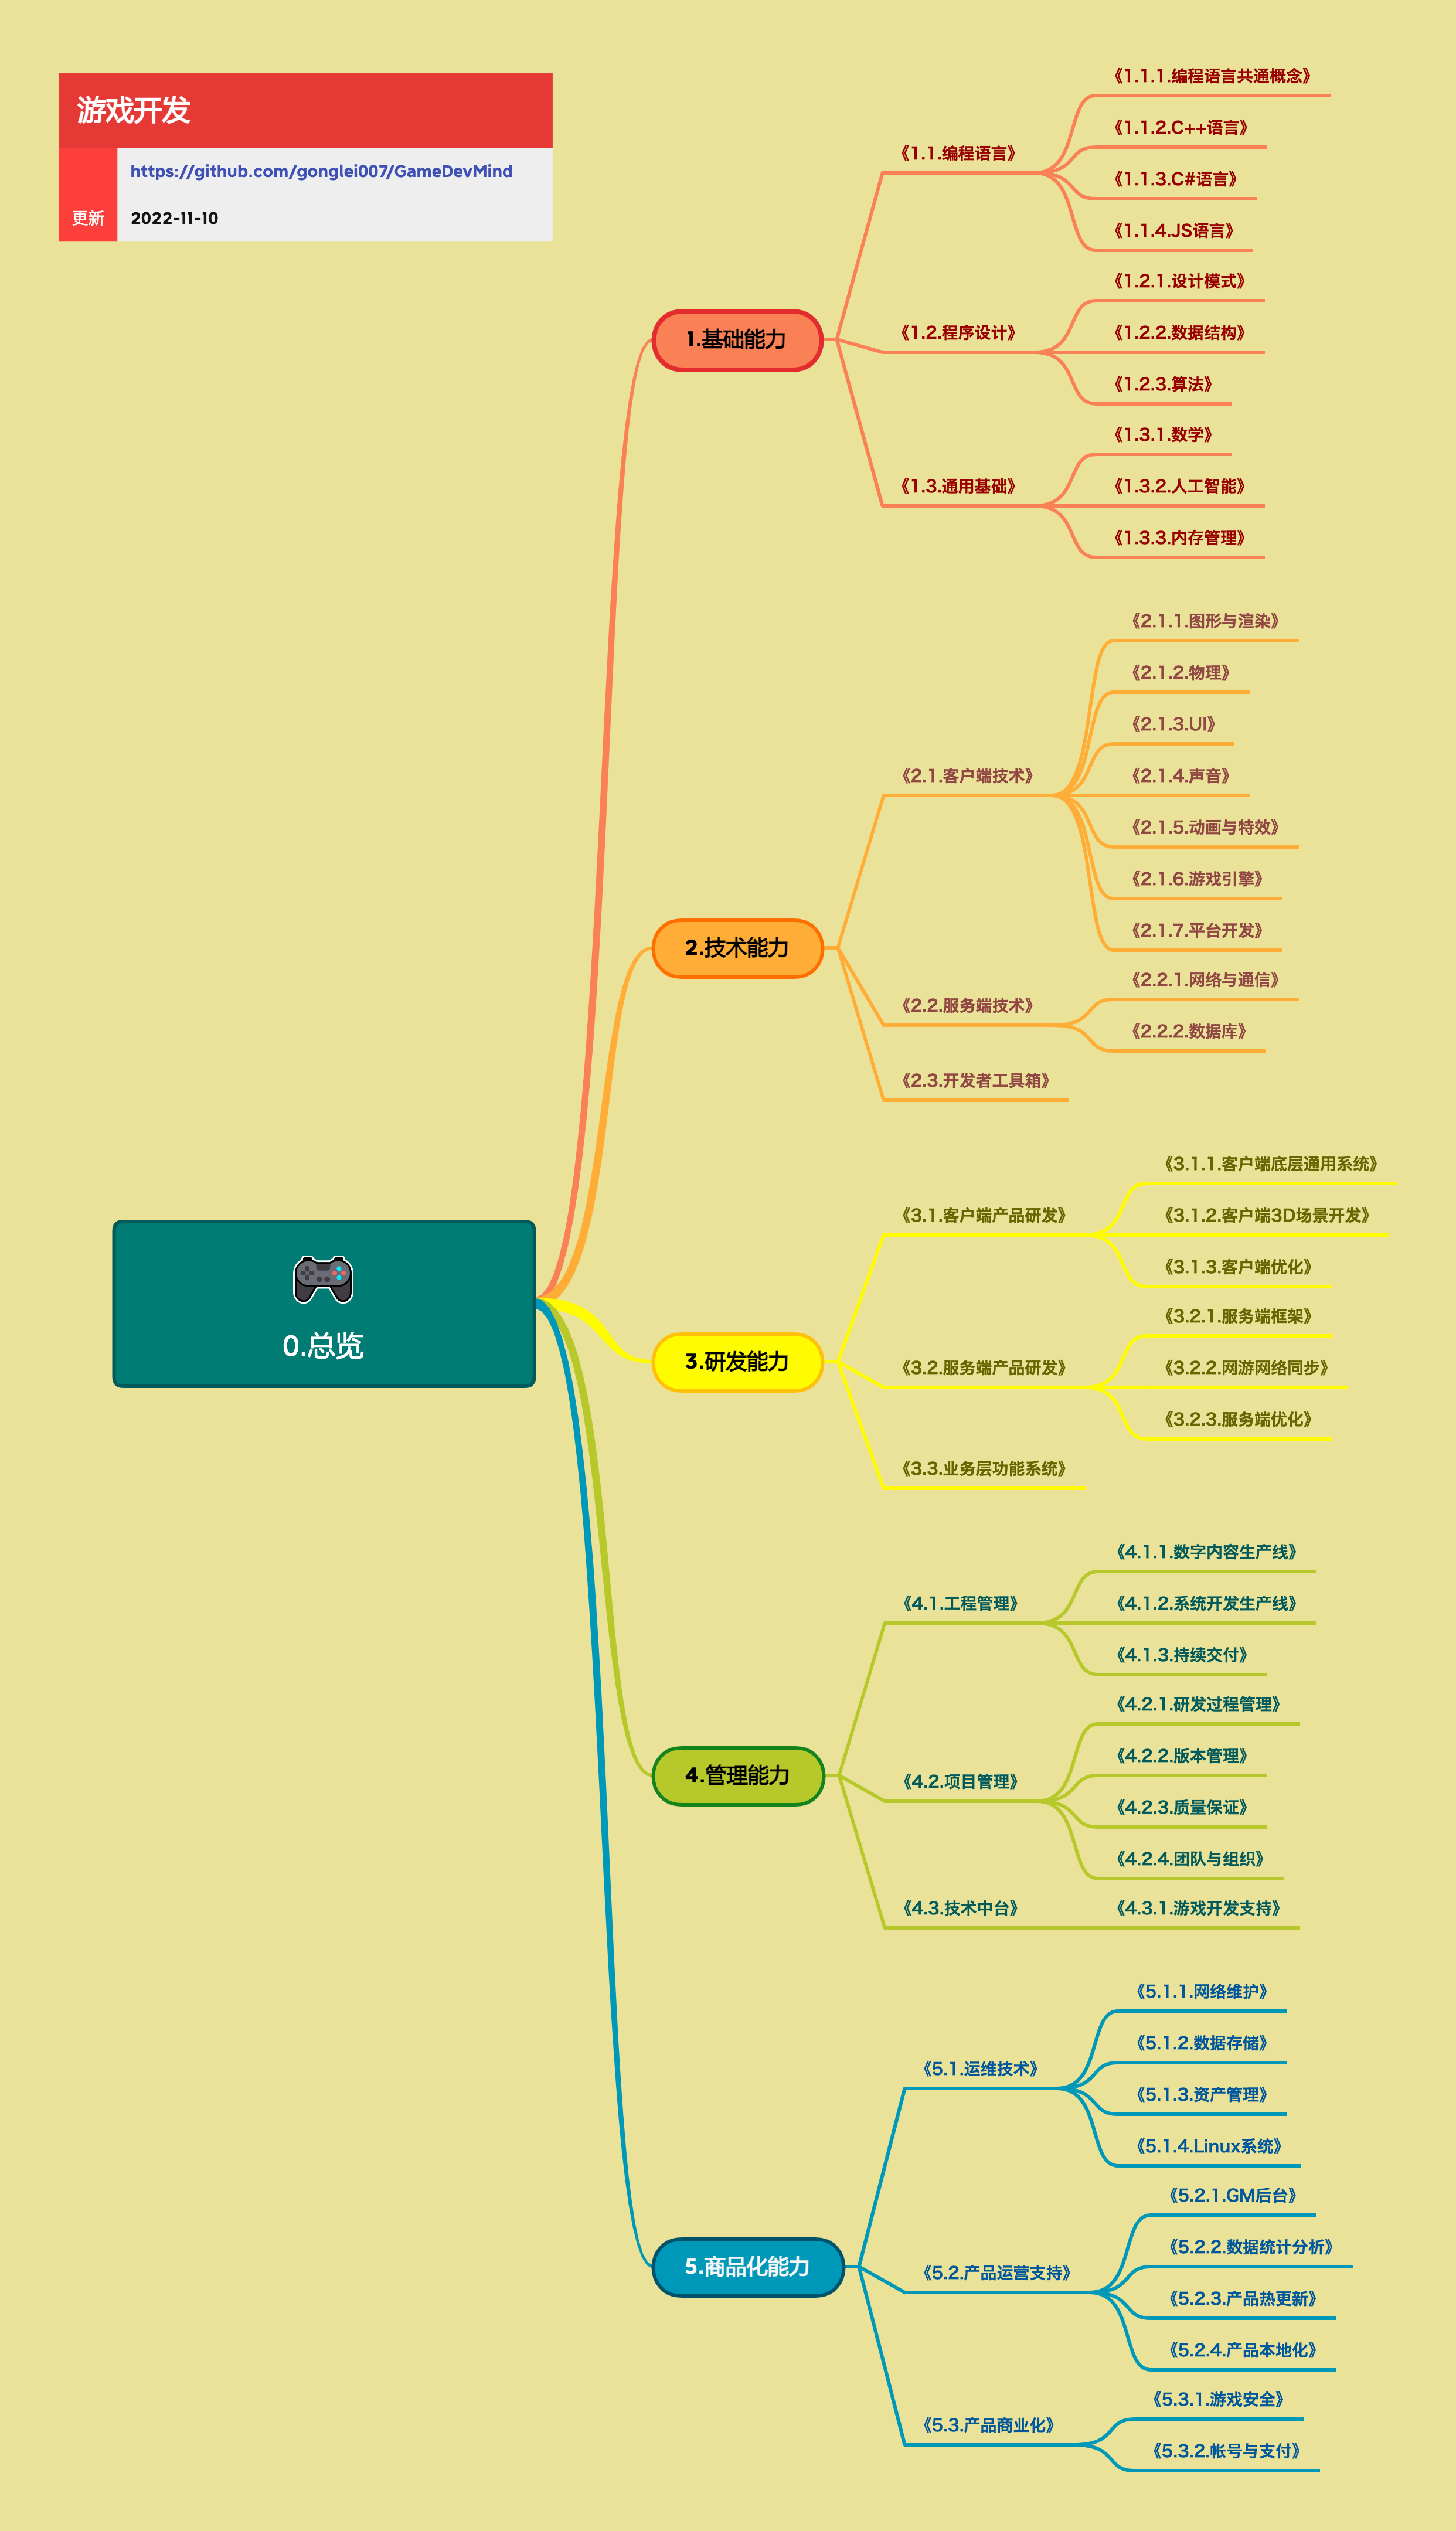 游戏开发
https://github.com/gonglei007/GameDevMind
更新
2022-11-10
0.总览
1.基础能力
《1.1.编程语言》
《1.1.1.编程语言共通概念》
《1.1.2.C++语言》
《1.1.3.C#语言》
《1.1.4.JS语言》
《1.2.程序设计》
《1.2.1.设计模式》
《1.2.2.数据结构》
《1.2.3.算法》
《1.3.通用基础》
《1.3.1.数学》
《1.3.2.人工智能》
《1.3.3.内存管理》
2.技术能力
《2.1.客户端技术》
《2.1.1.图形与渲染》
《2.1.2.物理》
《2.1.3.UI》
《2.1.4.声音》
《2.1.5.动画与特效》
《2.1.6.游戏引擎》
《2.1.7.平台开发》
《2.2.服务端技术》
《2.2.1.网络与通信》
《2.2.2.数据库》
《2.3.开发者工具箱》
3.研发能力
《3.1.客户端产品研发》
《3.1.1.客户端底层通用系统》
《3.1.2.客户端3D场景开发》
《3.1.3.客户端优化》
《3.2.服务端产品研发》
《3.2.1.服务端框架》
《3.2.2.网游网络同步》
《3.2.3.服务端优化》
《3.3.业务层功能系统》
4.管理能力
《4.1.工程管理》
《4.1.1.数字内容生产线》
《4.1.2.系统开发生产线》
《4.1.3.持续交付》
《4.2.项目管理》
《4.2.1.研发过程管理》
《4.2.2.版本管理》
《4.2.3.质量保证》
《4.2.4.团队与组织》
《4.3.技术中台》
《4.3.1.游戏开发支持》
5.商品化能力
《5.1.运维技术》
《5.1.1.网络维护》
《5.1.2.数据存储》
《5.1.3.资产管理》
《5.1.4.Linux系统》
《5.2.产品运营支持》
《5.2.1.GM后台》
《5.2.2.数据统计分析》
《5.2.3.产品热更新》
《5.2.4.产品本地化》
《5.3.产品商业化》
《5.3.1.游戏安全》
《5.3.2.帐号与支付》